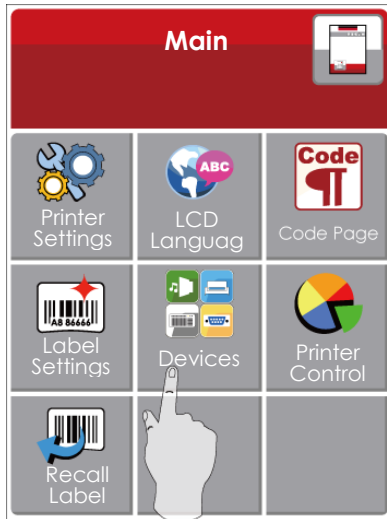 Main
ABC
Code
Printer
Settings
LCD
Languag
Code Page
AB 86666
Label
Settings
Devices
Printer
Control
Recall
Label